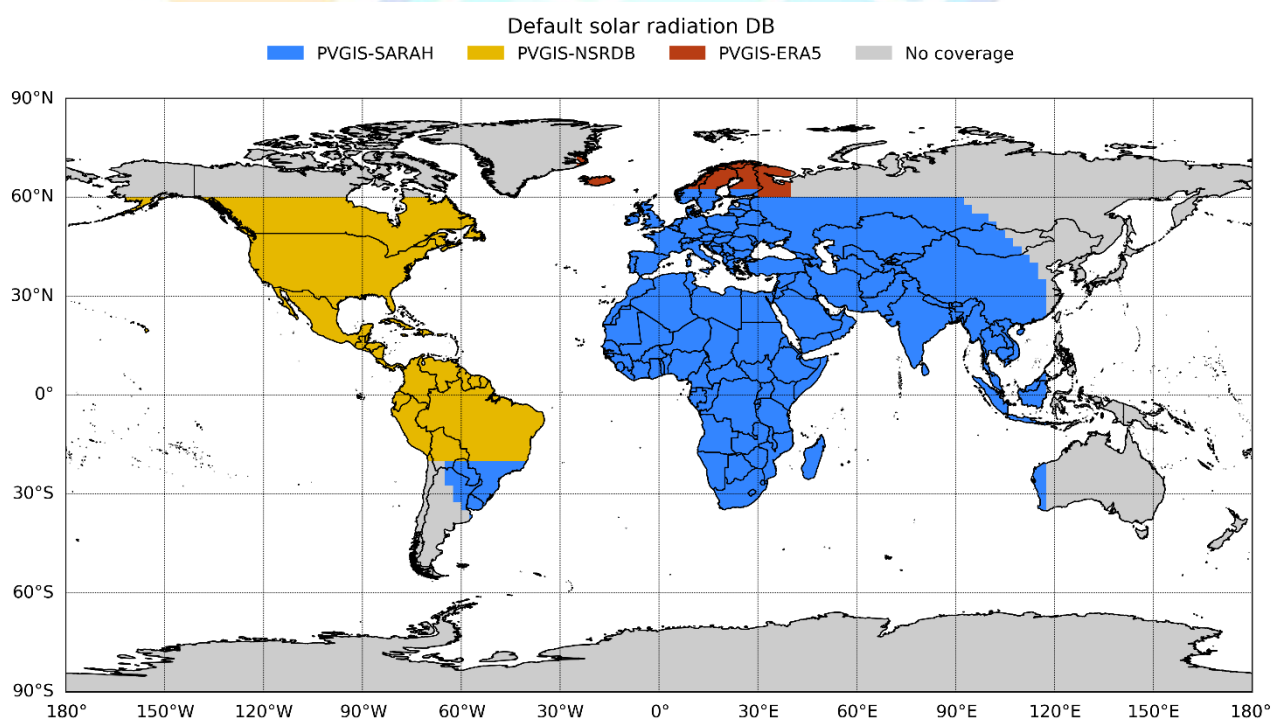 Default solar radiation DB
PVGIS-SARAH PVGIS-NSRDB PVGIS-ERA5 No coverage
90°N
60°N
30°N
0°
30°S
60°S
90°S
180° 150°W 120°W 90°W 60°W 30°W 0° 30°E 60°E 90°E 120°E 150°E 180°